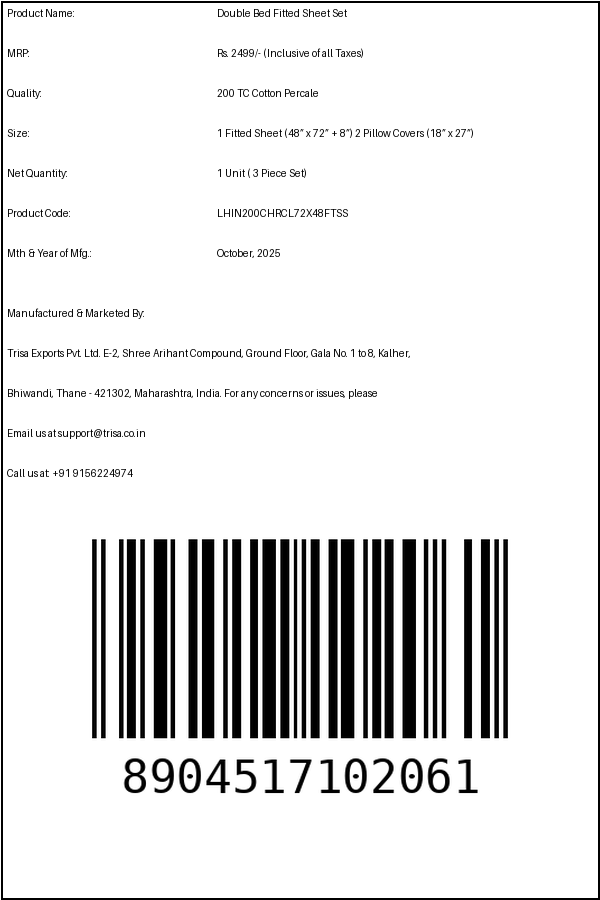 Product Name: Double Bed Fitted Sheet Set
MRP: Rs. 2499/- (Inclusive of all Taxes)
Quality: 200 TC Cotton Percale
Size: 1 Fitted Sheet (48” x 72” + 8”) 2 Pillow Covers (18” x 27”)
Net Quantity: 1 Unit ( 3 Piece Set)
Product Code: LHIN200CHRCL72X48FTSS
Mth & Year of Mfg.: October, 2025
Manufactured & Marketed By:
Trisa Exports Pvt. Ltd. E-2, Shree Arihant Compound, Ground Floor, Gala No. 1 to 8, Kalher,
Bhiwandi, Thane - 421302, Maharashtra, India. For any concerns or issues, please
Email us at support@trisa.co.in
Call us at: +91 9156224974
8904517102061